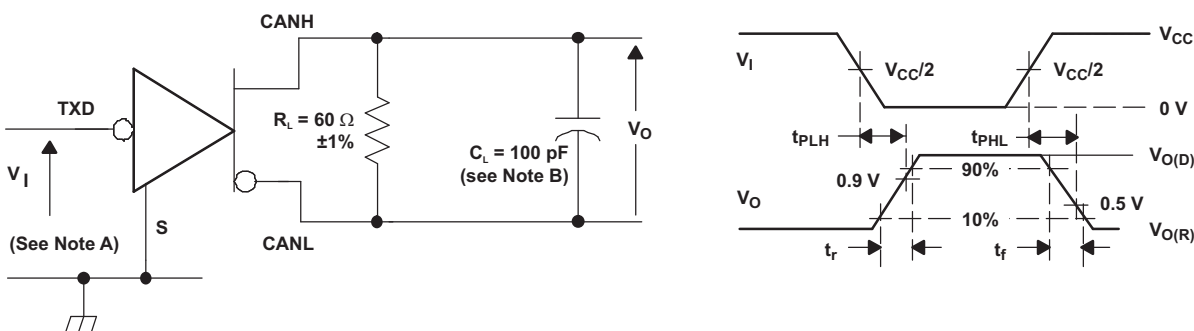 CANH
TXD
R_L = 60 Ω
±1%
C_L = 100 pF
(see Note B)
V_O
V_I
S
(See Note A)
CANL
V_I
V_CC
V_CC/2
V_CC/2
0 V
t_PLH
t_PHL
V_O(D)
90%
0.9 V
V_O
0.5 V
10%
V_O(R)
t_r
t_f